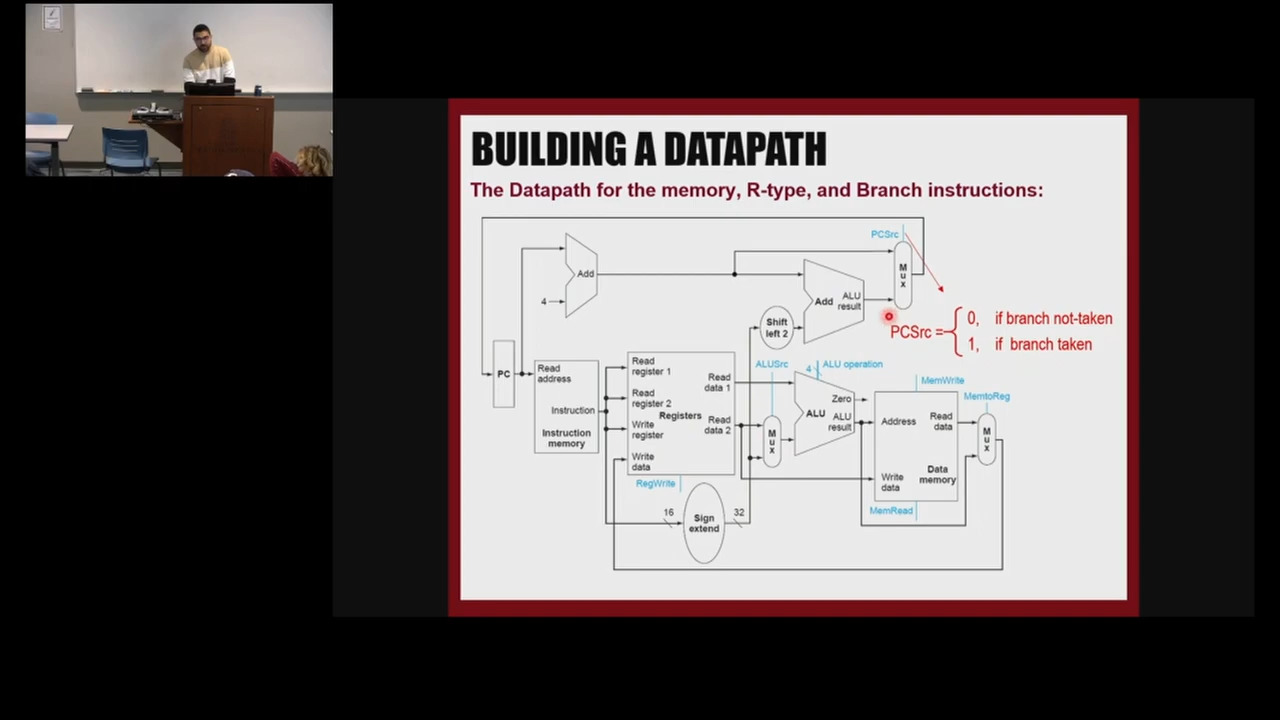 BUILDING A DATAPATH
The Datapath for the memory, R-type, and Branch instructions:
PCSrc
Mux
Add
4
Add
ALU result
Shift left 2
PCSrc =
0, if branch not-taken
1, if branch taken
PC
Read address
Instruction
Instruction memory
Read register 1
Read register 2
Write register
Write data
Registers
Read data 1
Read data 2
RegWrite
ALUSrc
Mux
4
ALU operation
Zero
ALU
ALU result
MemWrite
Address
Read data
Write data
Data memory
MemRead
MemtoReg
Mux
16
Sign extend
32